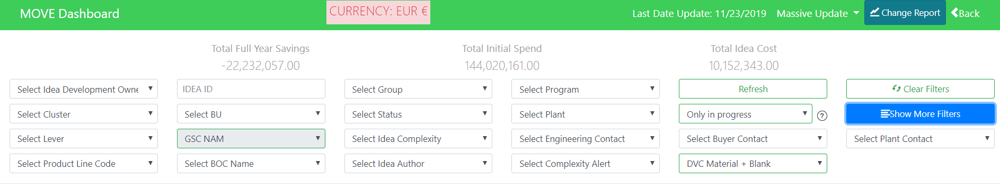 MOVE Dashboard CURRENCY: EUR € Last Date Update: 11/23/2019 Massive Update Change Report Back
Total Full Year Savings Total Initial Spend Total Idea Cost
-22,232,057.00 144,020,161.00 10,152,343.00
Select Idea Development Owne IDEA ID Select Group Select Program Refresh Clear Filters
Select Cluster Select BU Select Status Select Plant Only in progress ? Show More Filters
Select Lever GSC NAM Select Idea Complexity Select Engineering Contact Select Buyer Contact Select Plant Contact
Select Product Line Code Select BOC Name Select Idea Author Select Complexity Alert DVC Material + Blank